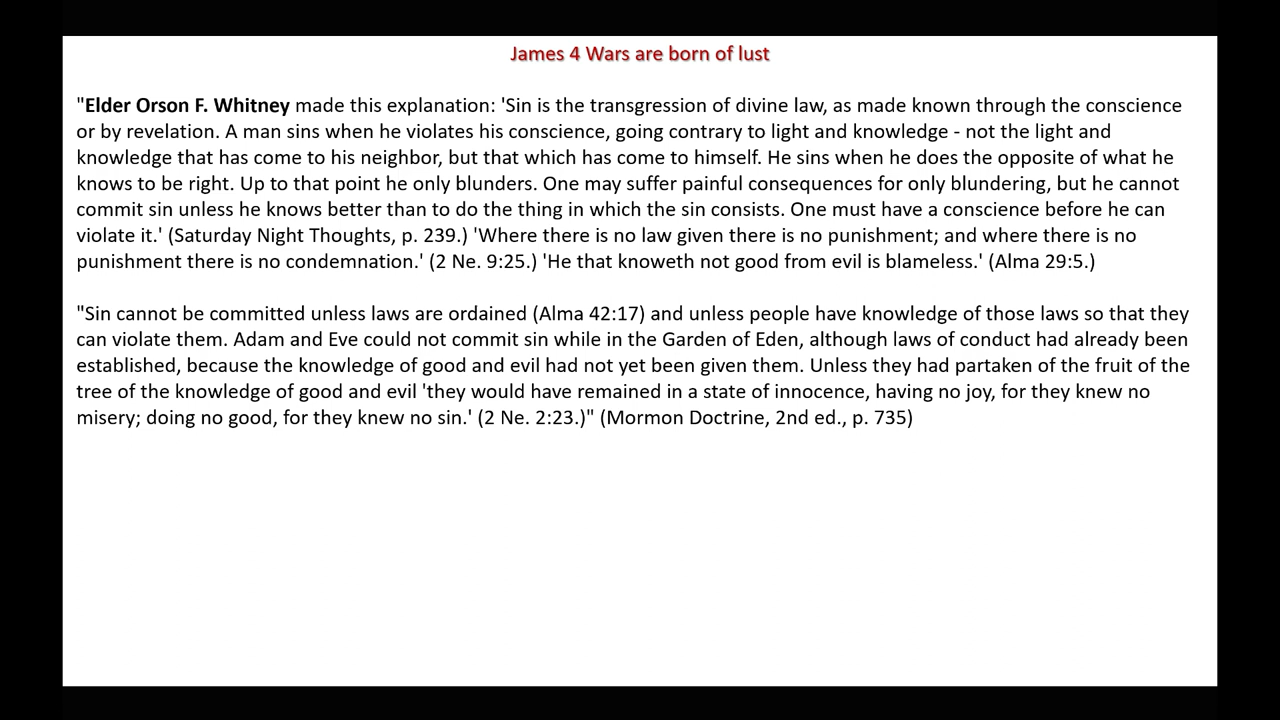 James 4 Wars are born of lust
"Elder Orson F. Whitney made this explanation: 'Sin is the transgression of divine law, as made known through the conscience
or by revelation. A man sins when he violates his conscience, going contrary to light and knowledge - not the light and
knowledge that has come to his neighbor, but that which has come to himself. He sins when he does the opposite of what he
knows to be right. Up to that point he only blunders. One may suffer painful consequences for only blundering, but he cannot
commit sin unless he knows better than to do the thing in which the sin consists. One must have a conscience before he can
violate it.' (Saturday Night Thoughts, p. 239.) 'Where there is no law given there is no punishment; and where there is no
punishment there is no condemnation.' (2 Ne. 9:25.) 'He that knoweth not good from evil is blameless.' (Alma 29:5.)
"Sin cannot be committed unless laws are ordained (Alma 42:17) and unless people have knowledge of those laws so that they
can violate them. Adam and Eve could not commit sin while in the Garden of Eden, although laws of conduct had already been
established, because the knowledge of good and evil had not yet been given them. Unless they had partaken of the fruit of the
tree of the knowledge of good and evil 'they would have remained in a state of innocence, having no joy, for they knew no
misery; doing no good, for they knew no sin.' (2 Ne. 2:23.)" (Mormon Doctrine, 2nd ed., p. 735)